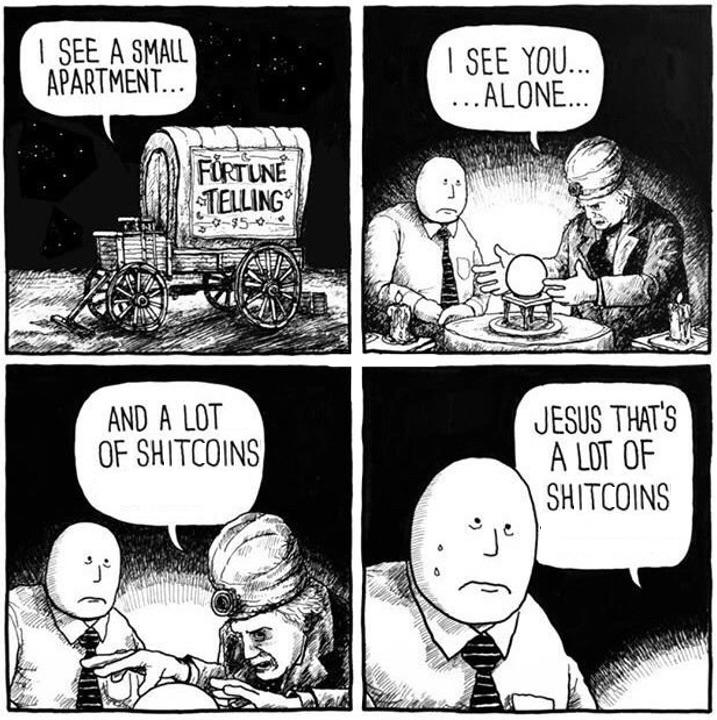 I SEE A SMALL
APARTMENT...
FORTUNE
TELLING
$5
I SEE YOU...
...ALONE...
AND A LOT
OF SHITCOINS
JESUS THAT'S
A LOT OF
SHITCOINS